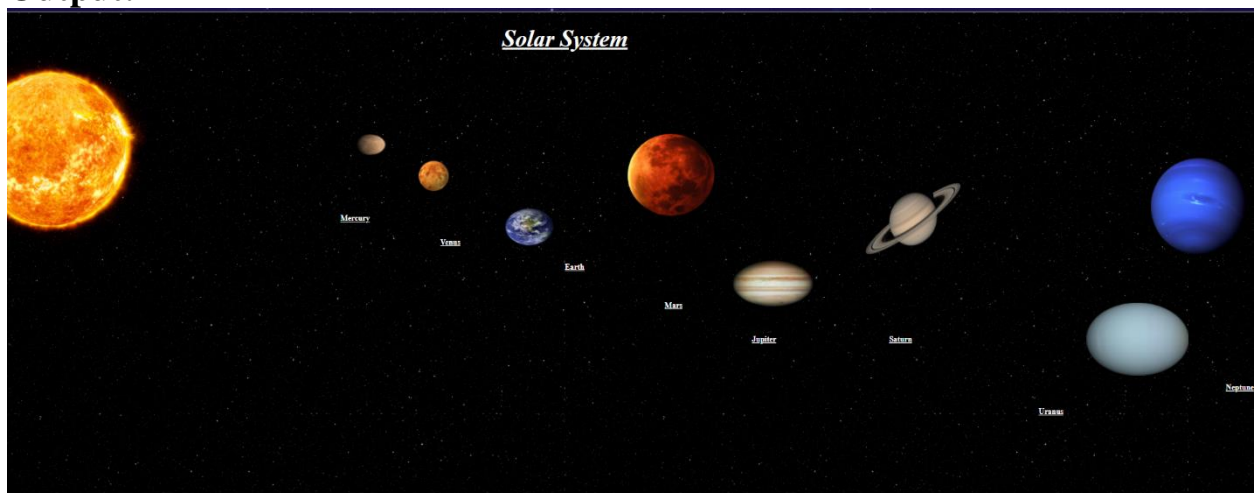 Output:
Solar System
Mercury
Venus
Earth
Mars
Jupiter
Saturn
Neptune
Uranus